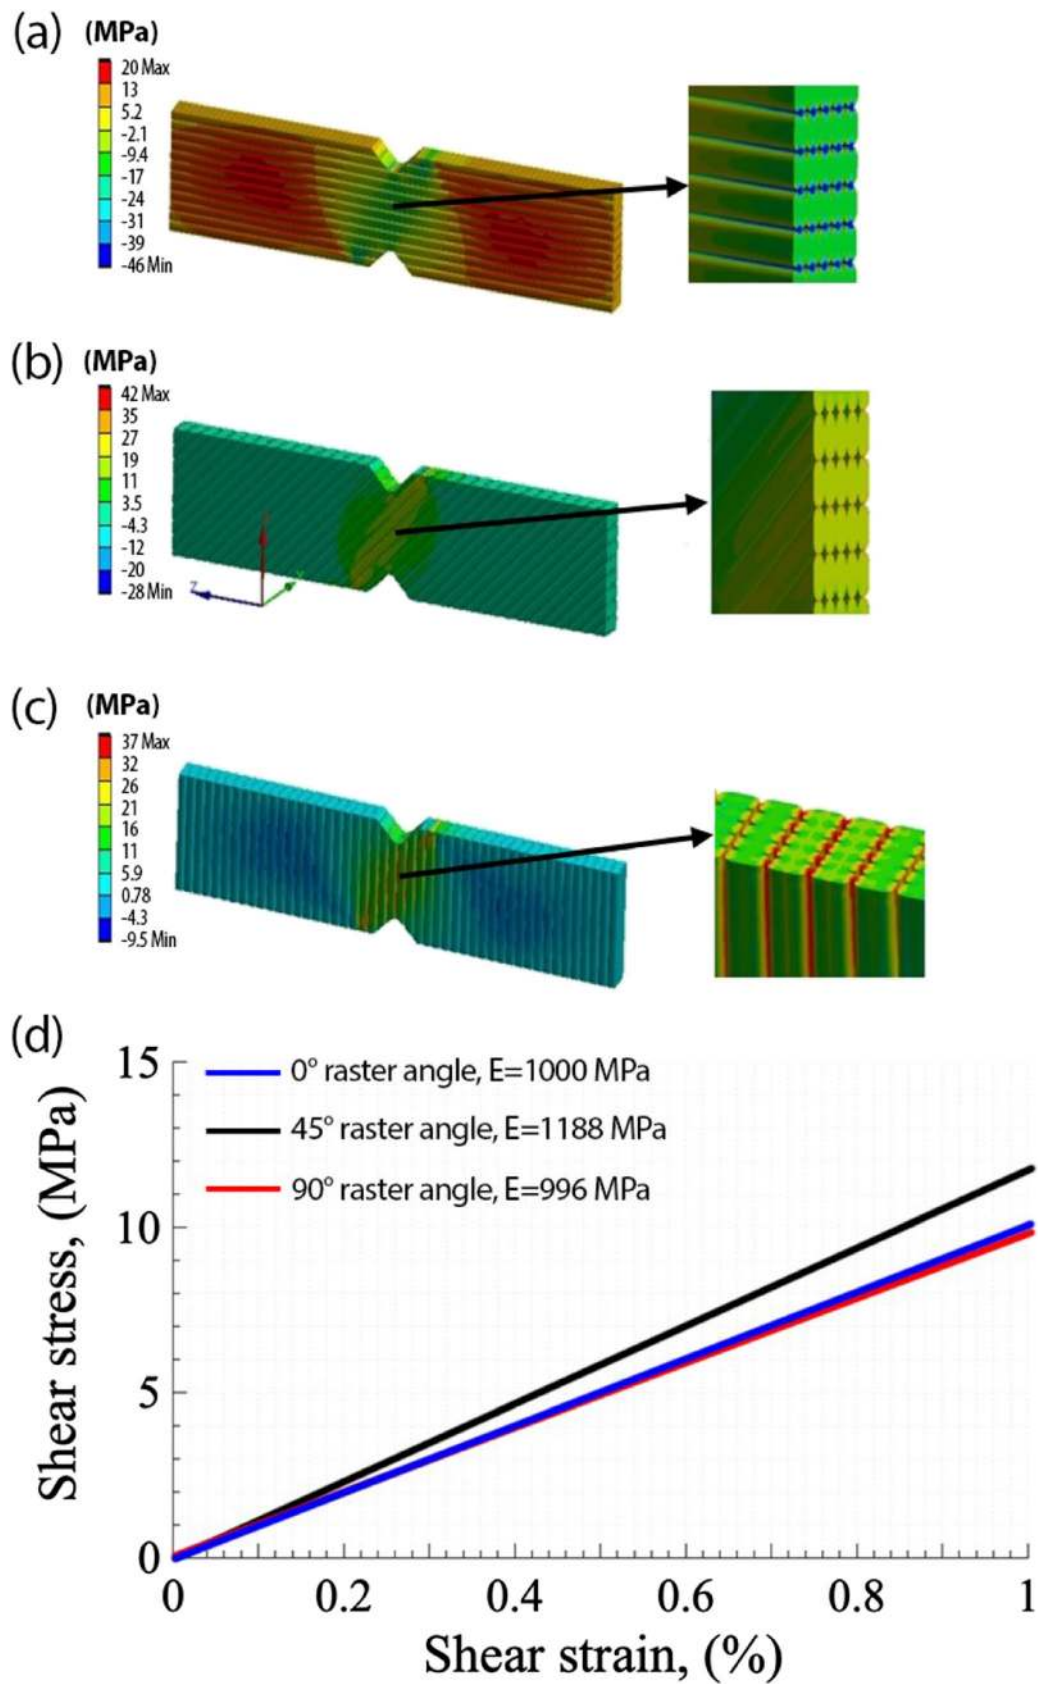 (a)
(MPa)
20 Max
13
5.2
-2.1
-9.4
-17
-24
-31
-39
-46 Min
(b)
(MPa)
42 Max
35
27
19
11
3.5
-4.3
-12
-20
-28 Min
Z
(c)
(MPa)
37 Max
32
26
21
16
11
5.9
0.78
-4.3
-9.5 Min
(d)
15
10
5
0
Shear stress, (MPa)
0° raster angle, E=1000 MPa
45° raster angle, E=1188 MPa
90° raster angle, E=996 MPa
0 0.2 0.4 0.6 0.8 1
Shear strain, (%)